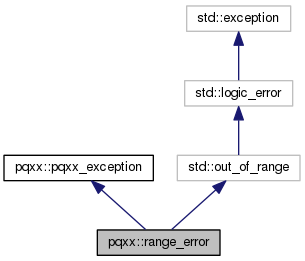 std::exception
std::logic_error
pqxx::pqxx_exception
std::out_of_range
pqxx::range_error